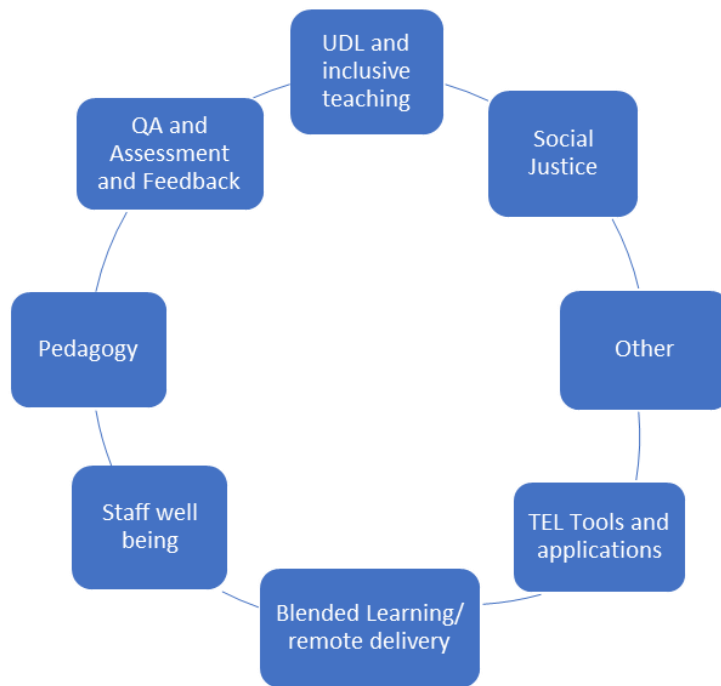 UDL and
inclusive
teaching
Social
Justice
Other
TEL Tools and
applications
Blended Learning/
remote delivery
Staff well
being
Pedagogy
QA and
Assessment
and Feedback